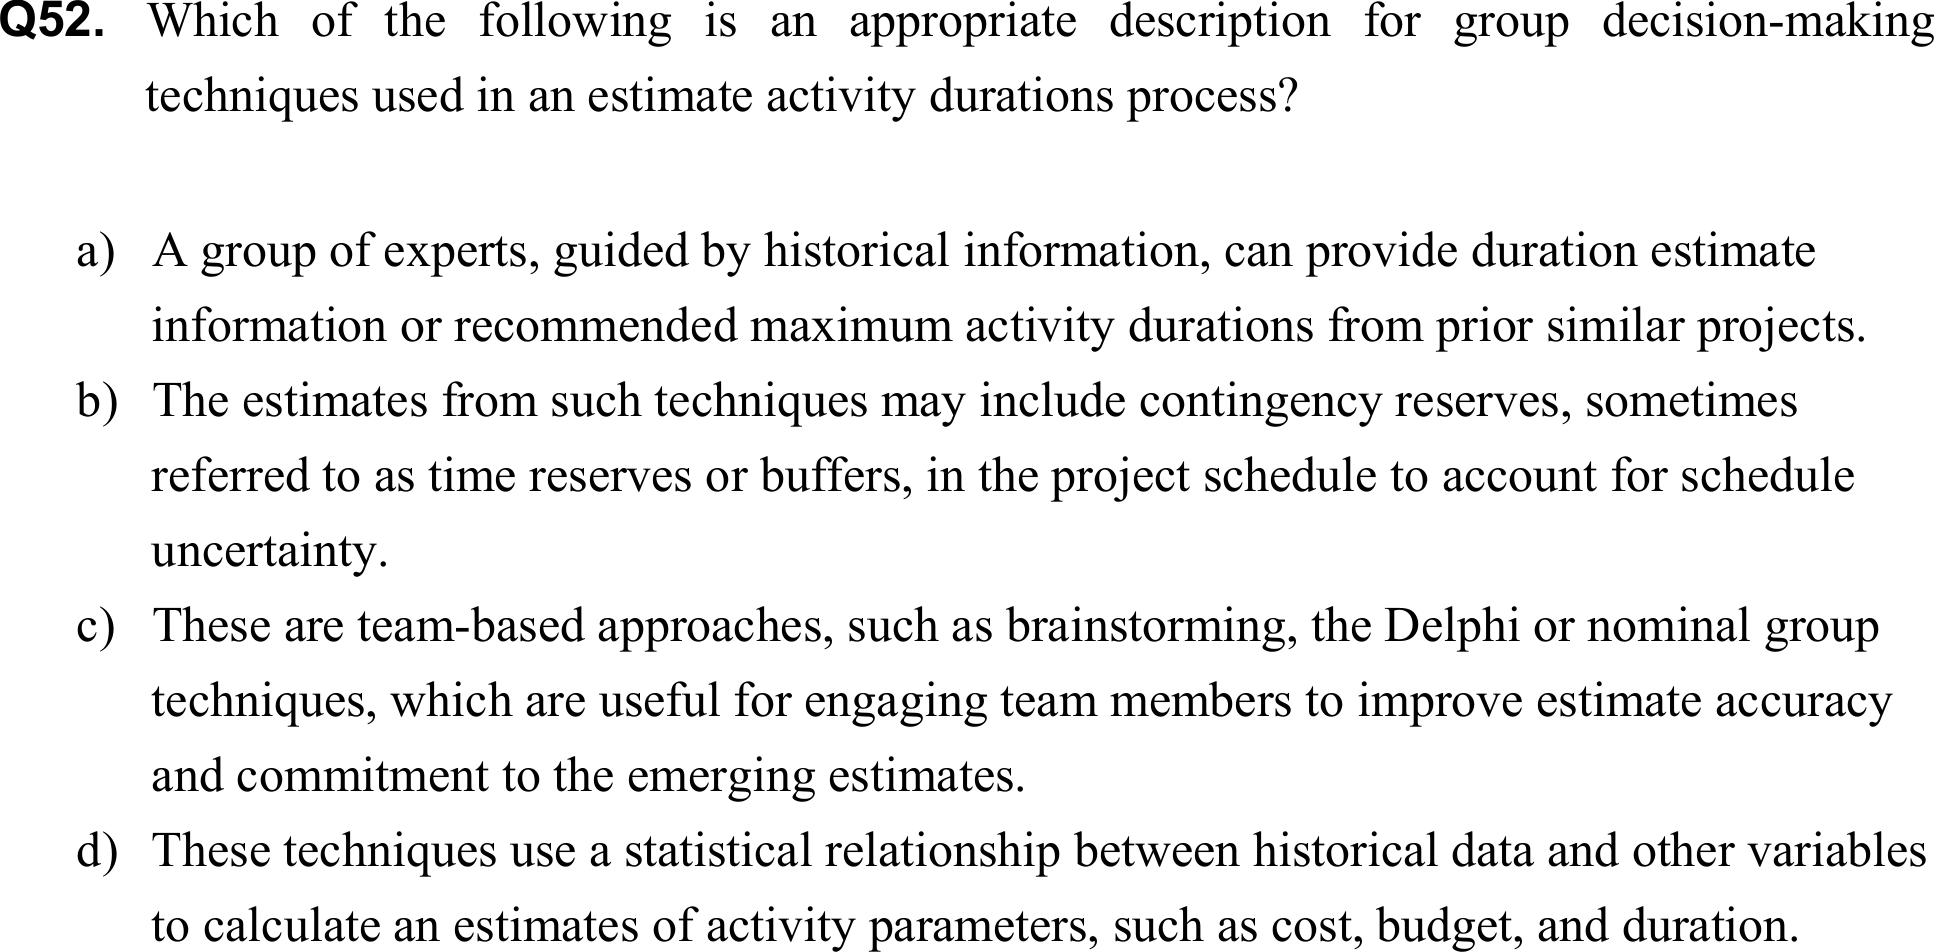 Q52. Which of the following is an appropriate description for group decision-making
techniques used in an estimate activity durations process?
a) A group of experts, guided by historical information, can provide duration estimate
information or recommended maximum activity durations from prior similar projects.
b) The estimates from such techniques may include contingency reserves, sometimes
referred to as time reserves or buffers, in the project schedule to account for schedule
uncertainty.
c) These are team-based approaches, such as brainstorming, the Delphi or nominal group
techniques, which are useful for engaging team members to improve estimate accuracy
and commitment to the emerging estimates.
d) These techniques use a statistical relationship between historical data and other variables
to calculate an estimates of activity parameters, such as cost, budget, and duration.